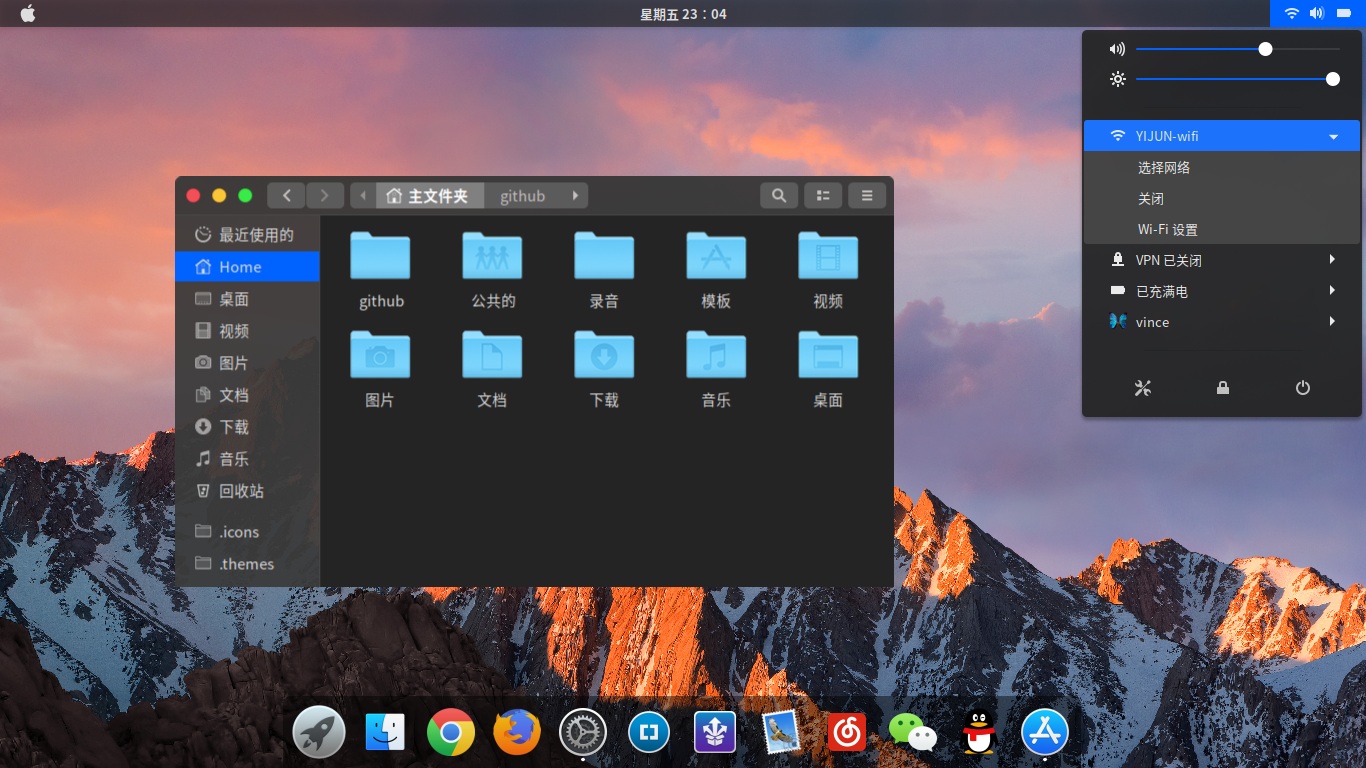 星期五 23：04
主文件夹 github
最近使用的
Home
桌面
视频
图片
文档
下载
音乐
回收站
.icons
.themes
github 公共的 录音 模板 视频
图片 文档 下载 音乐 桌面
YIJUN-wifi
选择网络
关闭
Wi-Fi 设置
VPN 已关闭
已充满电
vince